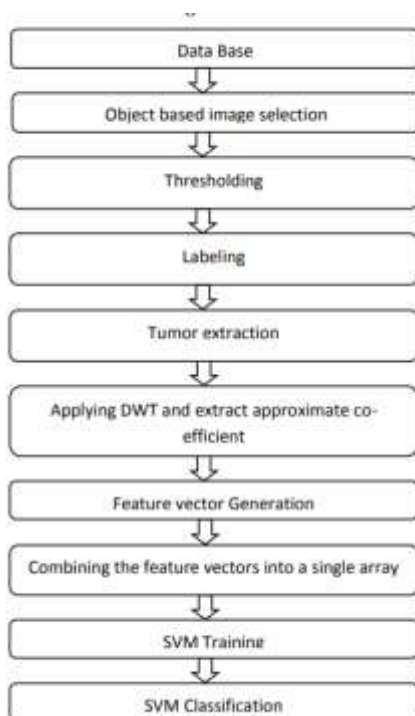 Data Base
Object based image selection
Thresholding
Labeling
Tumor extraction
Applying DWT and extract approximate co-
efficient
Feature vector Generation
Combining the feature vectors into a single array
SVM Training
SVM Classification